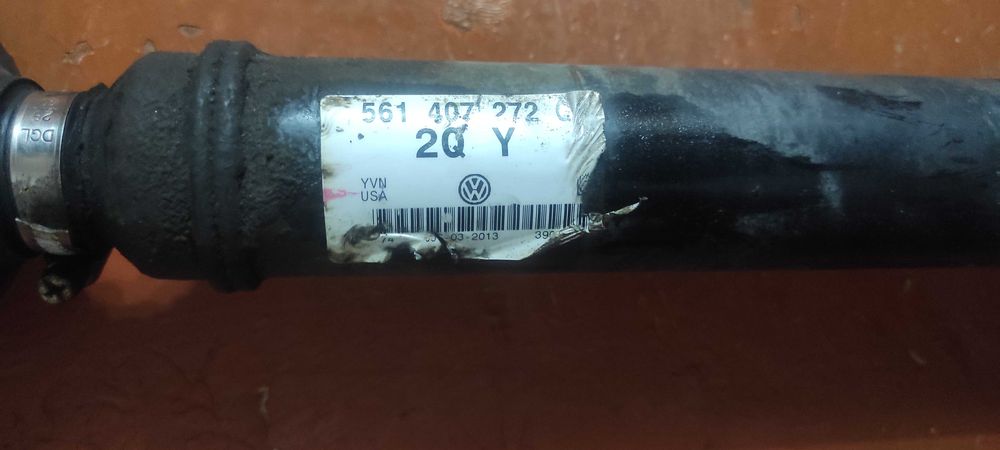 561 407 272
2Q Y
YVN
USA
03-2013
DGL